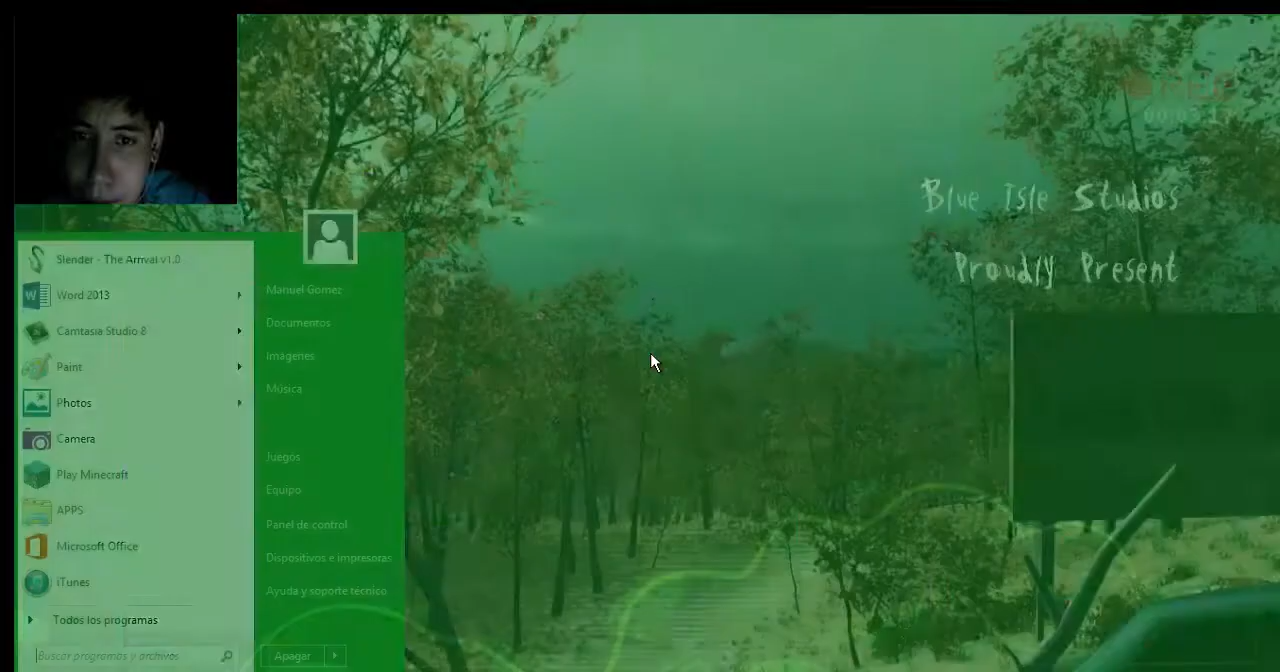 Blue Isle Studios
Proudly Present
Slender - The Arrival v1.0
Word 2013
Camtasia Studio 8
Paint
Photos
Camera
Play Minecraft
APPS
Microsoft Office
iTunes
Todos los programas
Buscar programas y archivos
Manuel Gomez
Documentos
Imágenes
Música
Juegos
Equipo
Panel de control
Dispositivos e impresoras
Ayuda y soporte técnico
Apagar